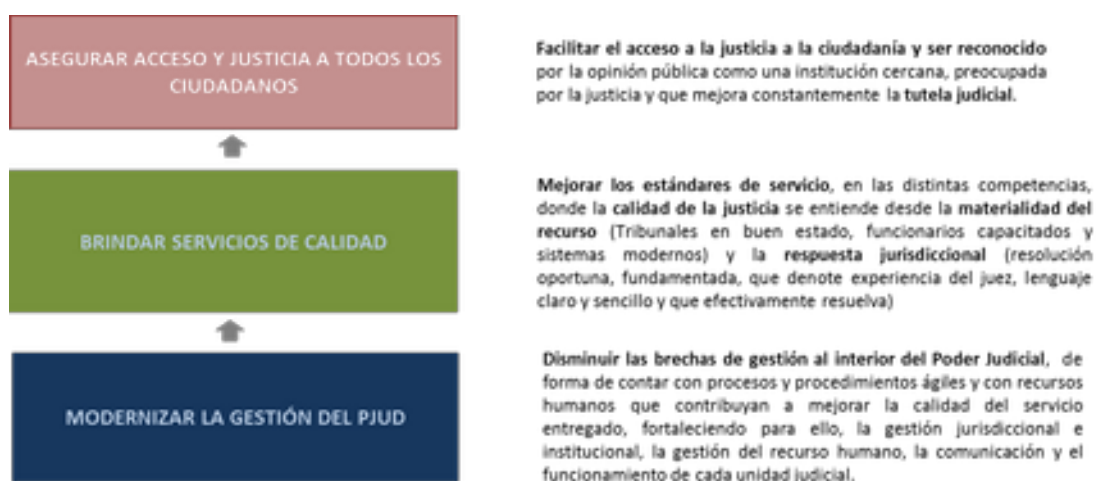 ASEGURAR ACCESO Y JUSTICIA A TODOS LOS
CIUDADANOS
Facilitar el acceso a la justicia a la ciudadanía y ser reconocido
por la opinión pública como una institución cercana, preocupada
por la justicia y que mejora constantemente la tutela judicial.
BRINDAR SERVICIOS DE CALIDAD
Mejorar los estándares de servicio, en las distintas competencias,
donde la calidad de la justicia se entiende desde la materialidad del
recurso (Tribunales en buen estado, funcionarios capacitados y
sistemas modernos) y la respuesta jurisdiccional (resolución
oportuna, fundamentada, que denote experiencia del juez, lenguaje
claro y sencillo y que efectivamente resuelva)
MODERNIZAR LA GESTIÓN DEL PJUD
Disminuir las brechas de gestión al interior del Poder Judicial, de
forma de contar con procesos y procedimientos ágiles y con recursos
humanos que contribuyan a mejorar la calidad del servicio
entregado, fortaleciendo para ello, la gestión jurisdiccional e
institucional, la gestión del recurso humano, la comunicación y el
funcionamiento de cada unidad judicial.